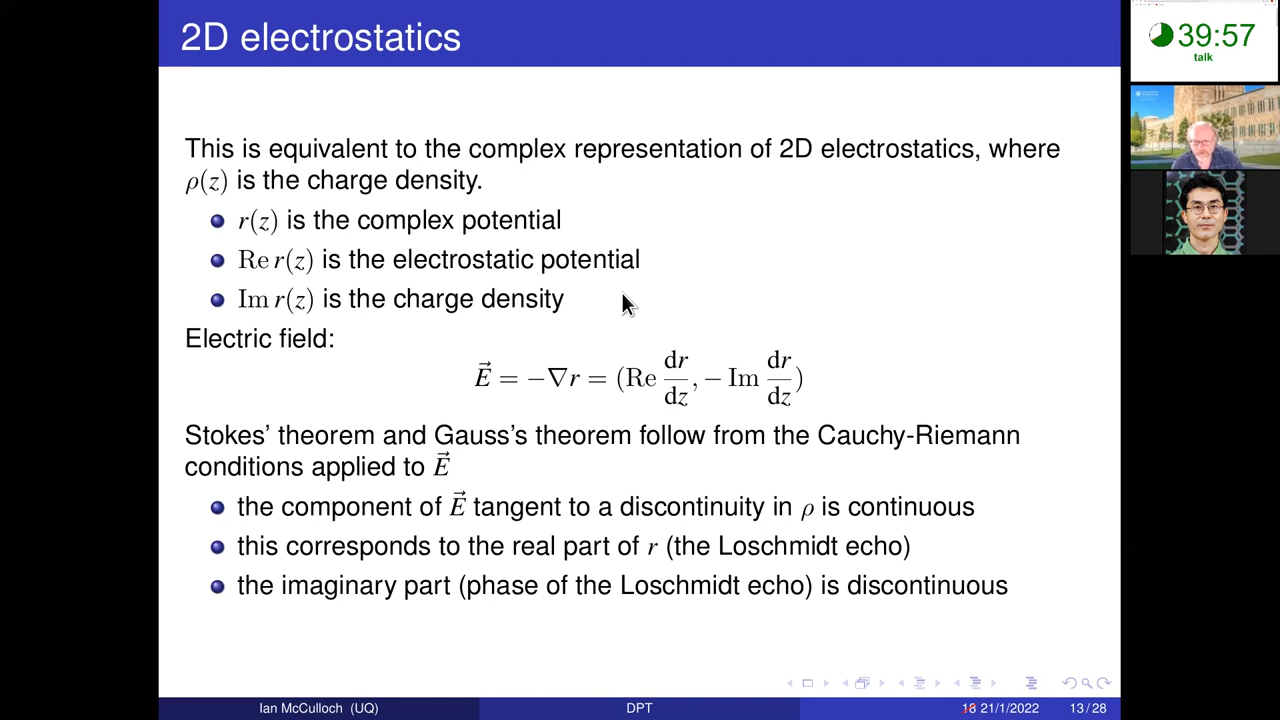 2D electrostatics
39:57
talk
This is equivalent to the complex representation of 2D electrostatics, where
ρ(z) is the charge density.
r(z) is the complex potential
Re r(z) is the electrostatic potential
Im r(z) is the charge density
Electric field:
E⃗ = −∇r = (Re dr/dz, − Im dr/dz)
Stokes' theorem and Gauss's theorem follow from the Cauchy-Riemann
conditions applied to E⃗
the component of E⃗ tangent to a discontinuity in ρ is continuous
this corresponds to the real part of r (the Loschmidt echo)
the imaginary part (phase of the Loschmidt echo) is discontinuous
Ian McCulloch (UQ) DPT 18 21/1/2022 13 / 28